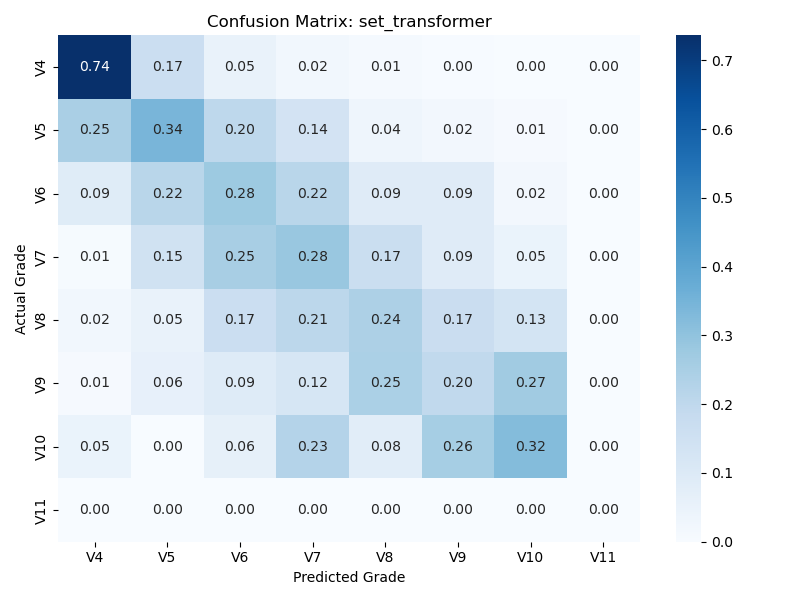 Confusion Matrix: set_transformer
V4 0.74 0.17 0.05 0.02 0.01 0.00 0.00 0.00
V5 0.25 0.34 0.20 0.14 0.04 0.02 0.01 0.00
V6 0.09 0.22 0.28 0.22 0.09 0.09 0.02 0.00
V7 0.01 0.15 0.25 0.28 0.17 0.09 0.05 0.00
V8 0.02 0.05 0.17 0.21 0.24 0.17 0.13 0.00
V9 0.01 0.06 0.09 0.12 0.25 0.20 0.27 0.00
V10 0.05 0.00 0.06 0.23 0.08 0.26 0.32 0.00
V11 0.00 0.00 0.00 0.00 0.00 0.00 0.00 0.00
V4 V5 V6 V7 V8 V9 V10 V11
Predicted Grade
Actual Grade
0.7
0.6
0.5
0.4
0.3
0.2
0.1
0.0